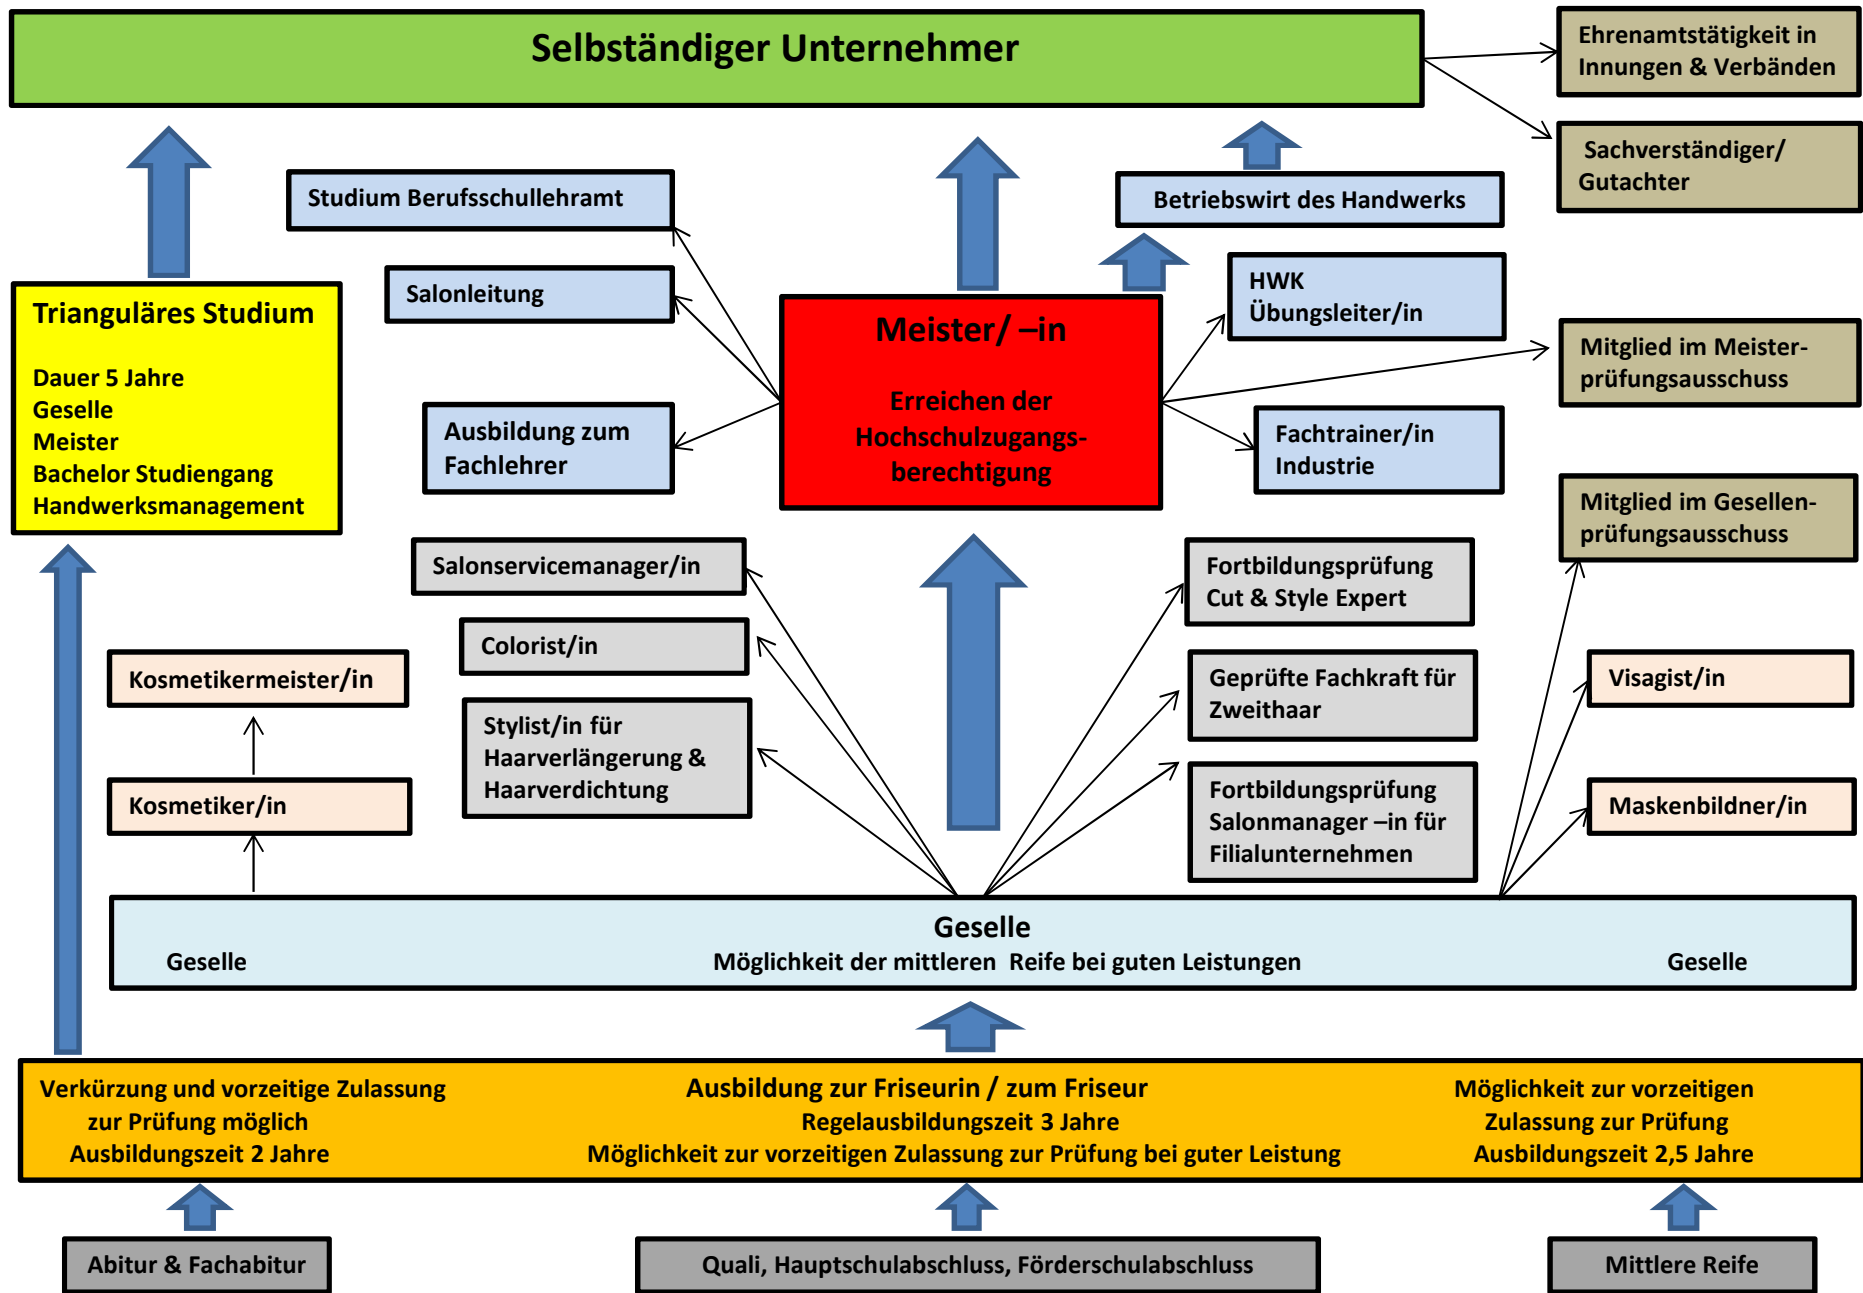 Selbständiger Unternehmer
Ehrenamtstätigkeit in
Innungen & Verbänden
Sachverständiger/
Gutachter
Studium Berufsschullehramt
Betriebswirt des Handwerks
Salonleitung
HWK
Übungsleiter/in
Trianguläres Studium
Dauer 5 Jahre
Geselle
Meister
Bachelor Studiengang
Handwerksmanagement
Meister/ –in
Erreichen der
Hochschulzugangs-
berechtigung
Mitglied im Meister-
prüfungsausschuss
Ausbildung zum
Fachlehrer
Fachtrainer/in
Industrie
Mitglied im Gesellen-
prüfungsausschuss
Salonservicemanager/in
Fortbildungsprüfung
Cut & Style Expert
Colorist/in
Kosmetikermeister/in
Geprüfte Fachkraft für
Zweithaar
Visagist/in
Stylist/in für
Haarverlängerung &
Haarverdichtung
Kosmetiker/in
Fortbildungsprüfung
Salonmanager –in für
Filialunternehmen
Maskenbildner/in
Geselle
Geselle Möglichkeit der mittleren Reife bei guten Leistungen Geselle
Verkürzung und vorzeitige Zulassung
zur Prüfung möglich
Ausbildungszeit 2 Jahre
Ausbildung zur Friseurin / zum Friseur
Regelausbildungszeit 3 Jahre
Möglichkeit zur vorzeitigen Zulassung zur Prüfung bei guter Leistung
Möglichkeit zur vorzeitigen
Zulassung zur Prüfung
Ausbildungszeit 2,5 Jahre
Abitur & Fachabitur
Quali, Hauptschulabschluss, Förderschulabschluss
Mittlere Reife